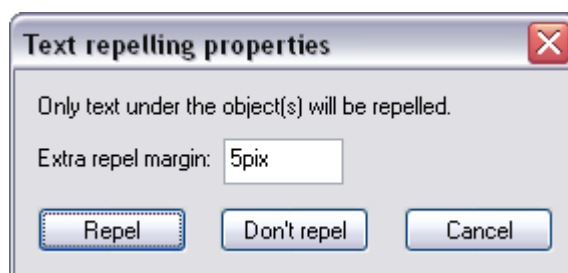 Text repelling properties
Only text under the object(s) will be repelled.
Extra repel margin: 5pix
Repel Don't repel Cancel